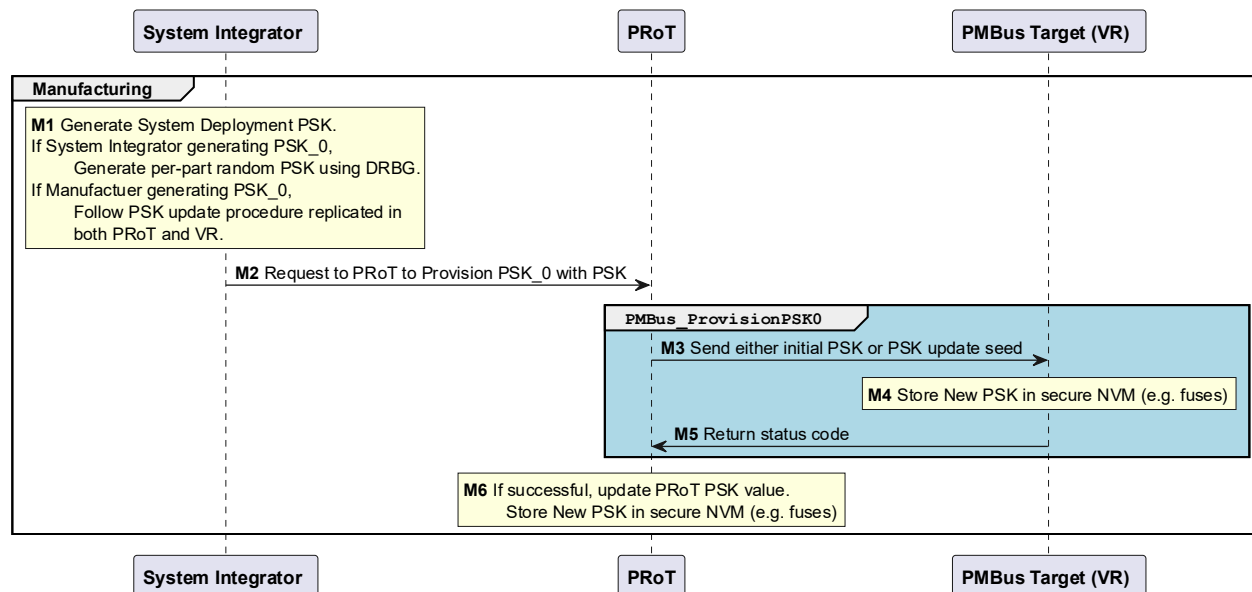 System Integrator
PRoT
PMBus Target (VR)
Manufacturing
M1 Generate System Deployment PSK.
If System Integrator generating PSK_0,
Generate per-part random PSK using DRBG.
If Manufactuer generating PSK_0,
Follow PSK update procedure replicated in
both PRoT and VR.
M2 Request to PRoT to Provision PSK_0 with PSK
PMBus_ProvisionPSK0
M3 Send either initial PSK or PSK update seed
M4 Store New PSK in secure NVM (e.g. fuses)
M5 Return status code
M6 If successful, update PRoT PSK value.
Store New PSK in secure NVM (e.g. fuses)
System Integrator
PRoT
PMBus Target (VR)